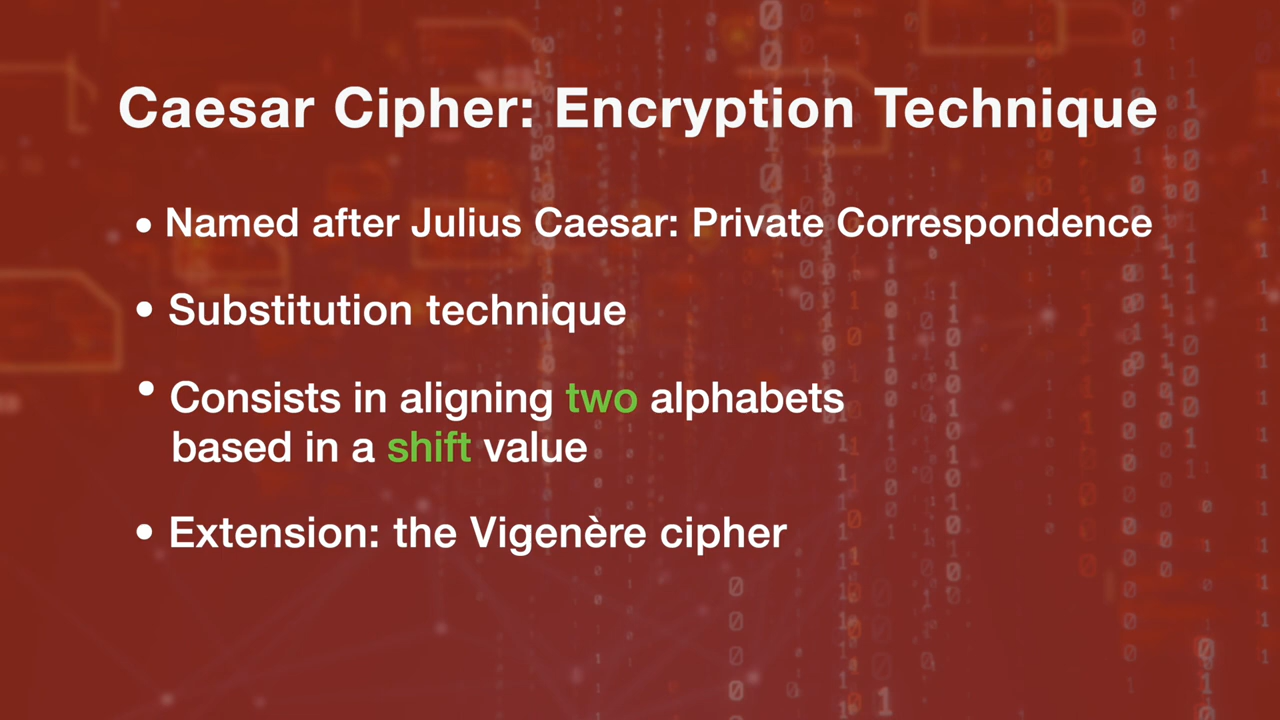 Caesar Cipher: Encryption Technique
• Named after Julius Caesar: Private Correspondence
• Substitution technique
• Consists in aligning two alphabets
based in a shift value
• Extension: the Vigenère cipher